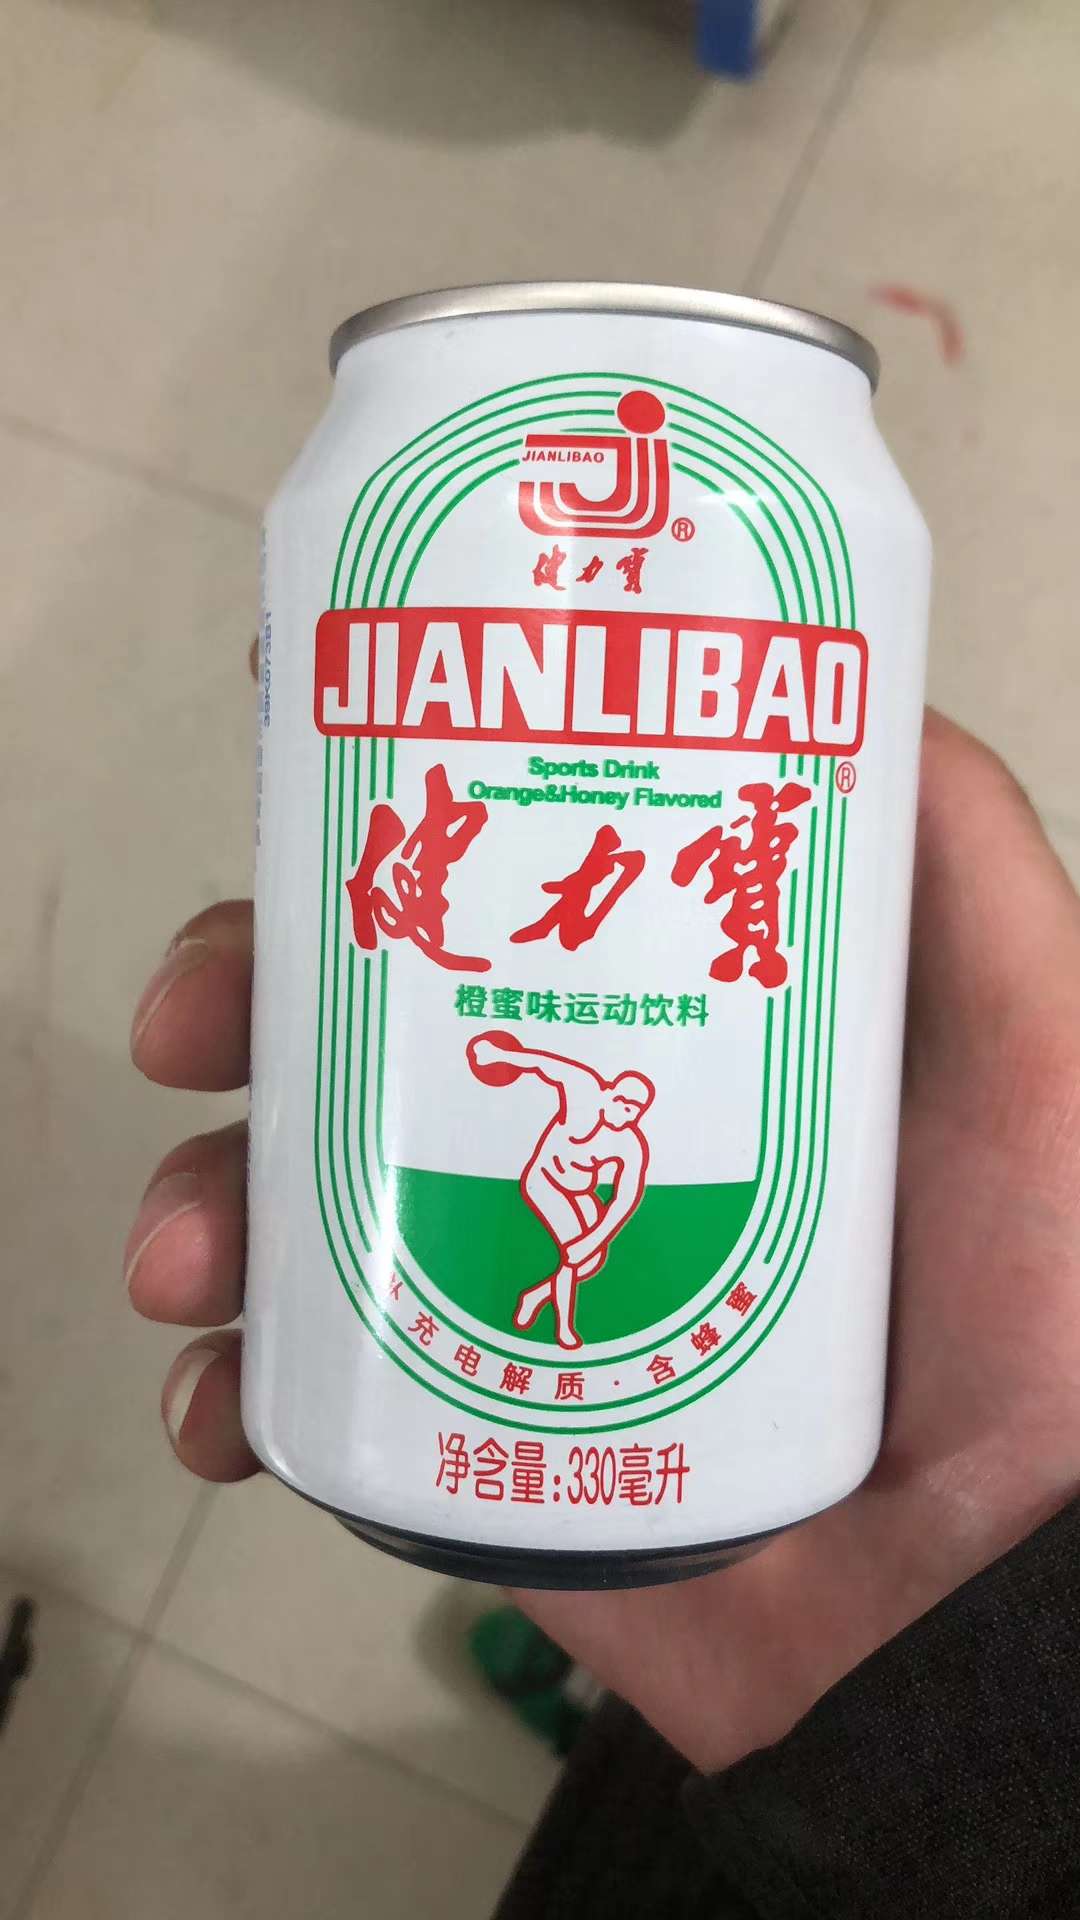 JIANLIBAO
®
健力寶
JIANLIBAO
®
Sports Drink
Orange&Honey Flavored
健力寶
橙蜜味运动饮料
补充电解质·含蜂蜜
净含量:330毫升